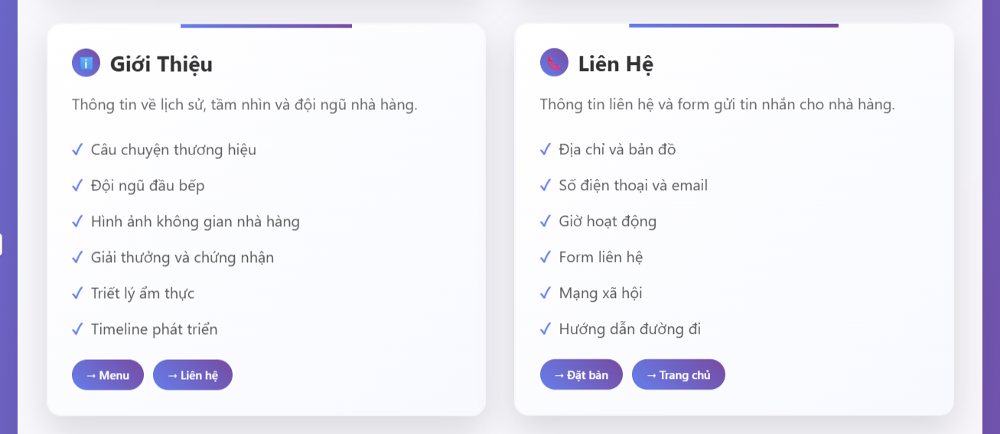 Giới Thiệu
Thông tin về lịch sử, tầm nhìn và đội ngũ nhà hàng.
✓ Câu chuyện thương hiệu
✓ Đội ngũ đầu bếp
✓ Hình ảnh không gian nhà hàng
✓ Giải thưởng và chứng nhận
✓ Triết lý ẩm thực
✓ Timeline phát triển
→ Menu → Liên hệ
Liên Hệ
Thông tin liên hệ và form gửi tin nhắn cho nhà hàng.
✓ Địa chỉ và bản đồ
✓ Số điện thoại và email
✓ Giờ hoạt động
✓ Form liên hệ
✓ Mạng xã hội
✓ Hướng dẫn đường đi
→ Đặt bàn → Trang chủ